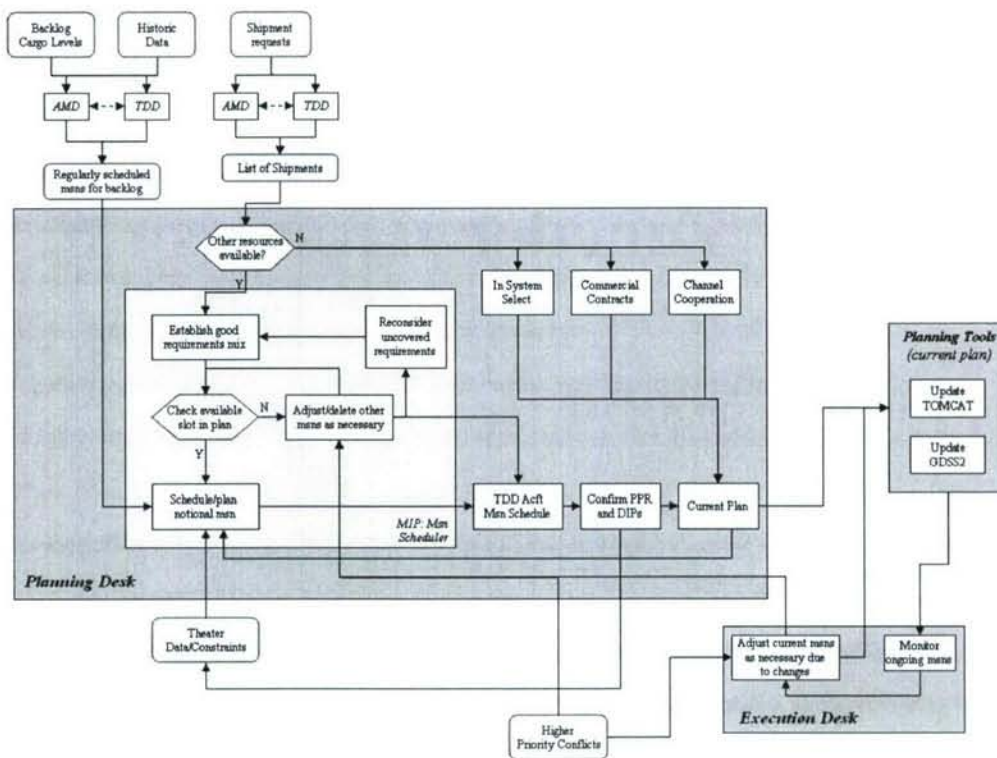 Backlog
Cargo Levels
Historic
Data
Shipment
requests
AMD
TDD
AMD
TDD
Regularly scheduled
msns for backlog
List of Shipments
Other resources
available?
N
Y
In System
Select
Commercial
Contracts
Channel
Cooperation
Establish good
requirements mix
Reconsider
uncovered
requirements
Check available
slot in plan
N
Adjust/delete other
msns as necessary
Y
Schedule/plan
notional msn
MIP: Msn
Scheduler
TDD Acft
Msn Schedule
Confirm PPR
and DIPs
Current Plan
Planning Desk
Planning Tools
(current plan)
Update
TOMCAT
Update
GDSS2
Theater
Data/Constraints
Adjust current msns
as necessary due
to changes
Monitor
ongoing msns
Execution Desk
Higher
Priority Conflicts